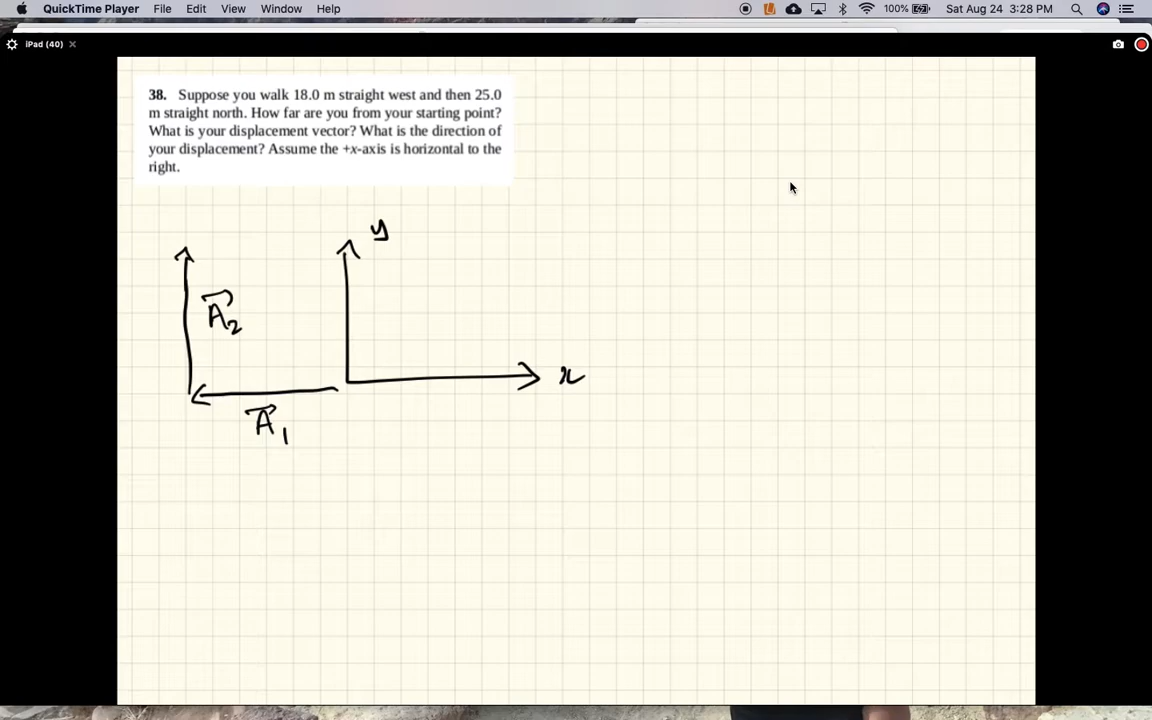 QuickTime Player File Edit View Window Help 100% Sat Aug 24 3:28 PM
iPad (40)
38. Suppose you walk 18.0 m straight west and then 25.0
m straight north. How far are you from your starting point?
What is your displacement vector? What is the direction of
your displacement? Assume the +x-axis is horizontal to the
right.
y
A⃗₂
x
A⃗₁